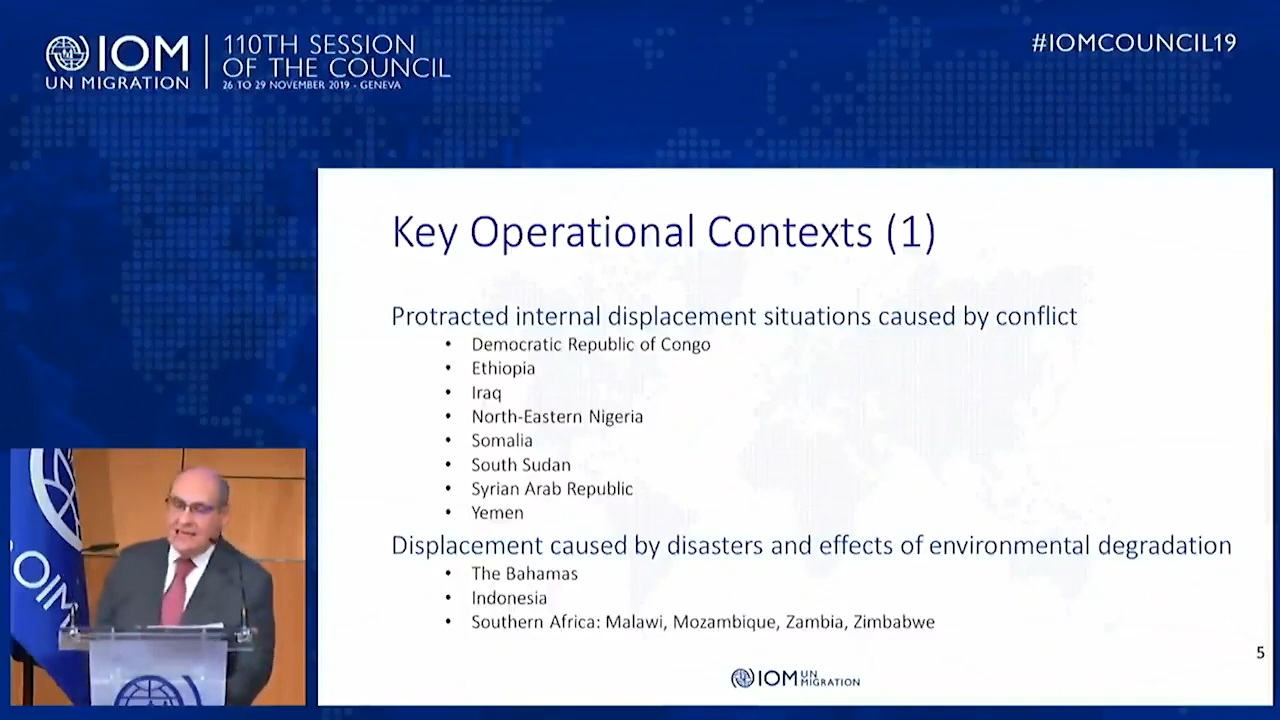 IOM
UN MIGRATION
110TH SESSION
OF THE COUNCIL
26 TO 29 NOVEMBER 2019 - GENEVA
#IOMCOUNCIL19
Key Operational Contexts (1)
Protracted internal displacement situations caused by conflict
• Democratic Republic of Congo
• Ethiopia
• Iraq
• North-Eastern Nigeria
• Somalia
• South Sudan
• Syrian Arab Republic
• Yemen
Displacement caused by disasters and effects of environmental degradation
• The Bahamas
• Indonesia
• Southern Africa: Malawi, Mozambique, Zambia, Zimbabwe
5
IOM UN MIGRATION
OIM